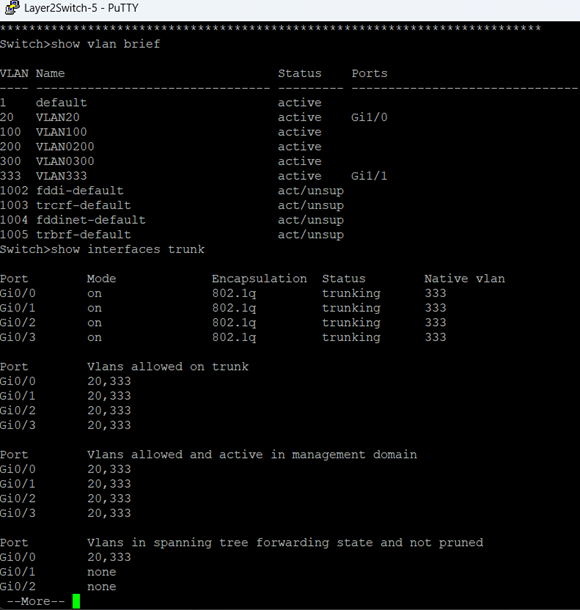 Layer2Switch-5 - PuTTY
*************************************************************************
Switch>show vlan brief
VLAN Name                             Status    Ports
---- -------------------------------- --------- -------------------------------
1    default                          active
20   VLAN20                           active    Gi1/0
100  VLAN100                          active
200  VLAN0200                         active
300  VLAN0300                         active
333  VLAN333                          active    Gi1/1
1002 fddi-default                     act/unsup
1003 trcrf-default                    act/unsup
1004 fddinet-default                  act/unsup
1005 trbrf-default                    act/unsup
Switch>show interfaces trunk
Port        Mode             Encapsulation  Status        Native vlan
Gi0/0       on               802.1q         trunking      333
Gi0/1       on               802.1q         trunking      333
Gi0/2       on               802.1q         trunking      333
Gi0/3       on               802.1q         trunking      333
Port        Vlans allowed on trunk
Gi0/0       20,333
Gi0/1       20,333
Gi0/2       20,333
Gi0/3       20,333
Port        Vlans allowed and active in management domain
Gi0/0       20,333
Gi0/1       20,333
Gi0/2       20,333
Gi0/3       20,333
Port        Vlans in spanning tree forwarding state and not pruned
Gi0/0       20,333
Gi0/1       none
Gi0/2       none
--More--